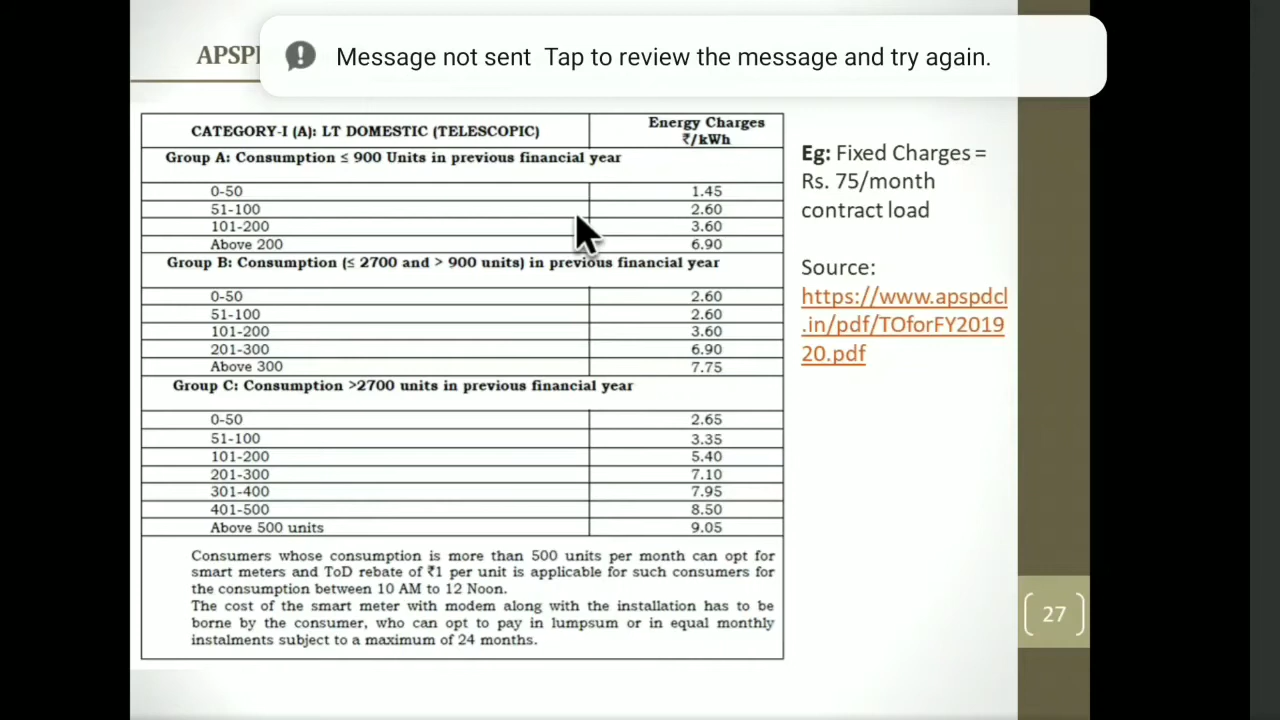 APSP
Message not sent Tap to review the message and try again.
CATEGORY-I (A): LT DOMESTIC (TELESCOPIC)
Energy Charges
₹/kWh
Group A: Consumption ≤ 900 Units in previous financial year
0-50 1.45
51-100 2.60
101-200 3.60
Above 200 6.90
Group B: Consumption (≤ 2700 and > 900 units) in previous financial year
0-50 2.60
51-100 2.60
101-200 3.60
201-300 6.90
Above 300 7.75
Group C: Consumption >2700 units in previous financial year
0-50 2.65
51-100 3.35
101-200 5.40
201-300 7.10
301-400 7.95
401-500 8.50
Above 500 units 9.05
Consumers whose consumption is more than 500 units per month can opt for
smart meters and ToD rebate of ₹1 per unit is applicable for such consumers for
the consumption between 10 AM to 12 Noon.
The cost of the smart meter with modem along with the installation has to be
borne by the consumer, who can opt to pay in lumpsum or in equal monthly
instalments subject to a maximum of 24 months.
Eg: Fixed Charges =
Rs. 75/month
contract load
Source:
https://www.apspdcl
.in/pdf/TOforFY2019
20.pdf
27